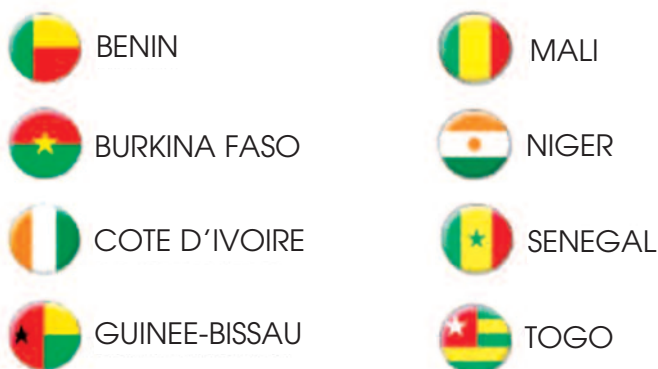 BENIN
BURKINA FASO
COTE D'IVOIRE
GUINEE-BISSAU
MALI
NIGER
SENEGAL
TOGO